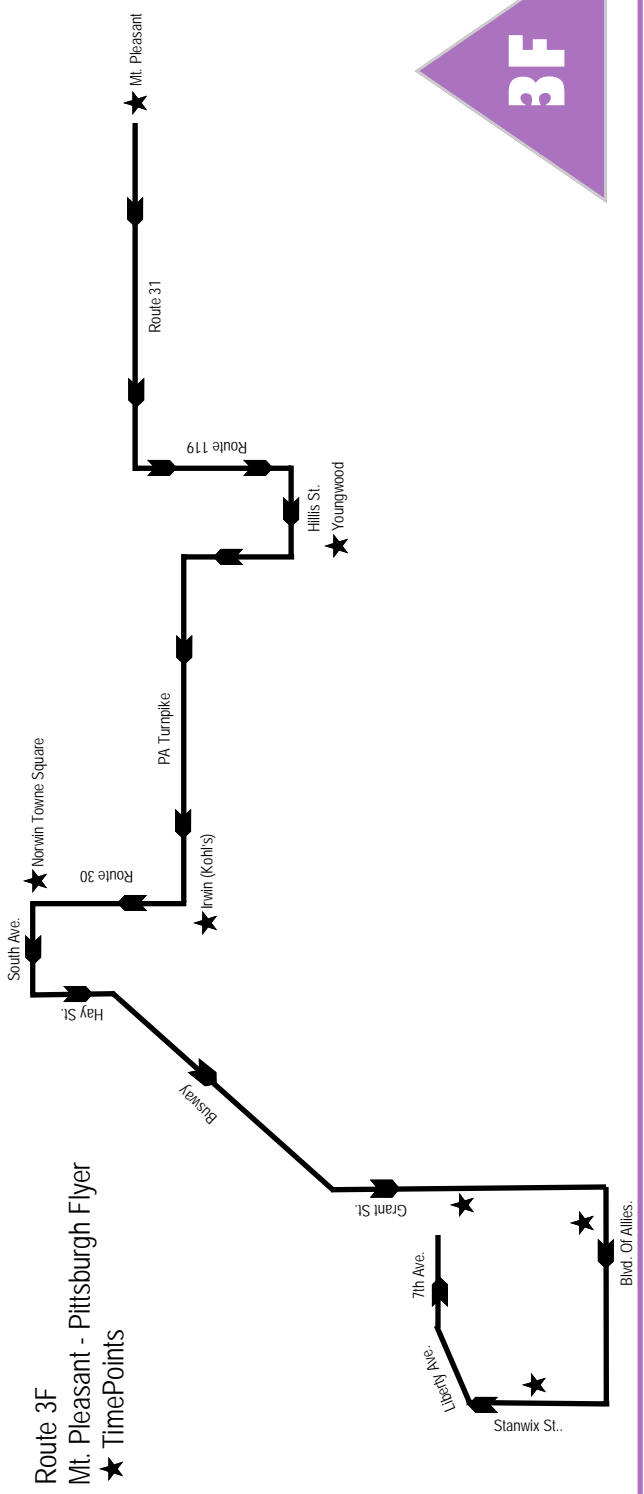 Route 3F
Mt. Pleasant - Pittsburgh Flyer
★ TimePoints
3F
Mt. Pleasant
Route 31
Route 119
Hillis St.
Youngwood
PA Turnpike
Irwin (Kohl's)
Route 30
Norwin Towne Square
South Ave.
Hay St.
Busway
Grant St.
Blvd. Of Allies.
Stanwix St..
Liberty Ave..
7th Ave.